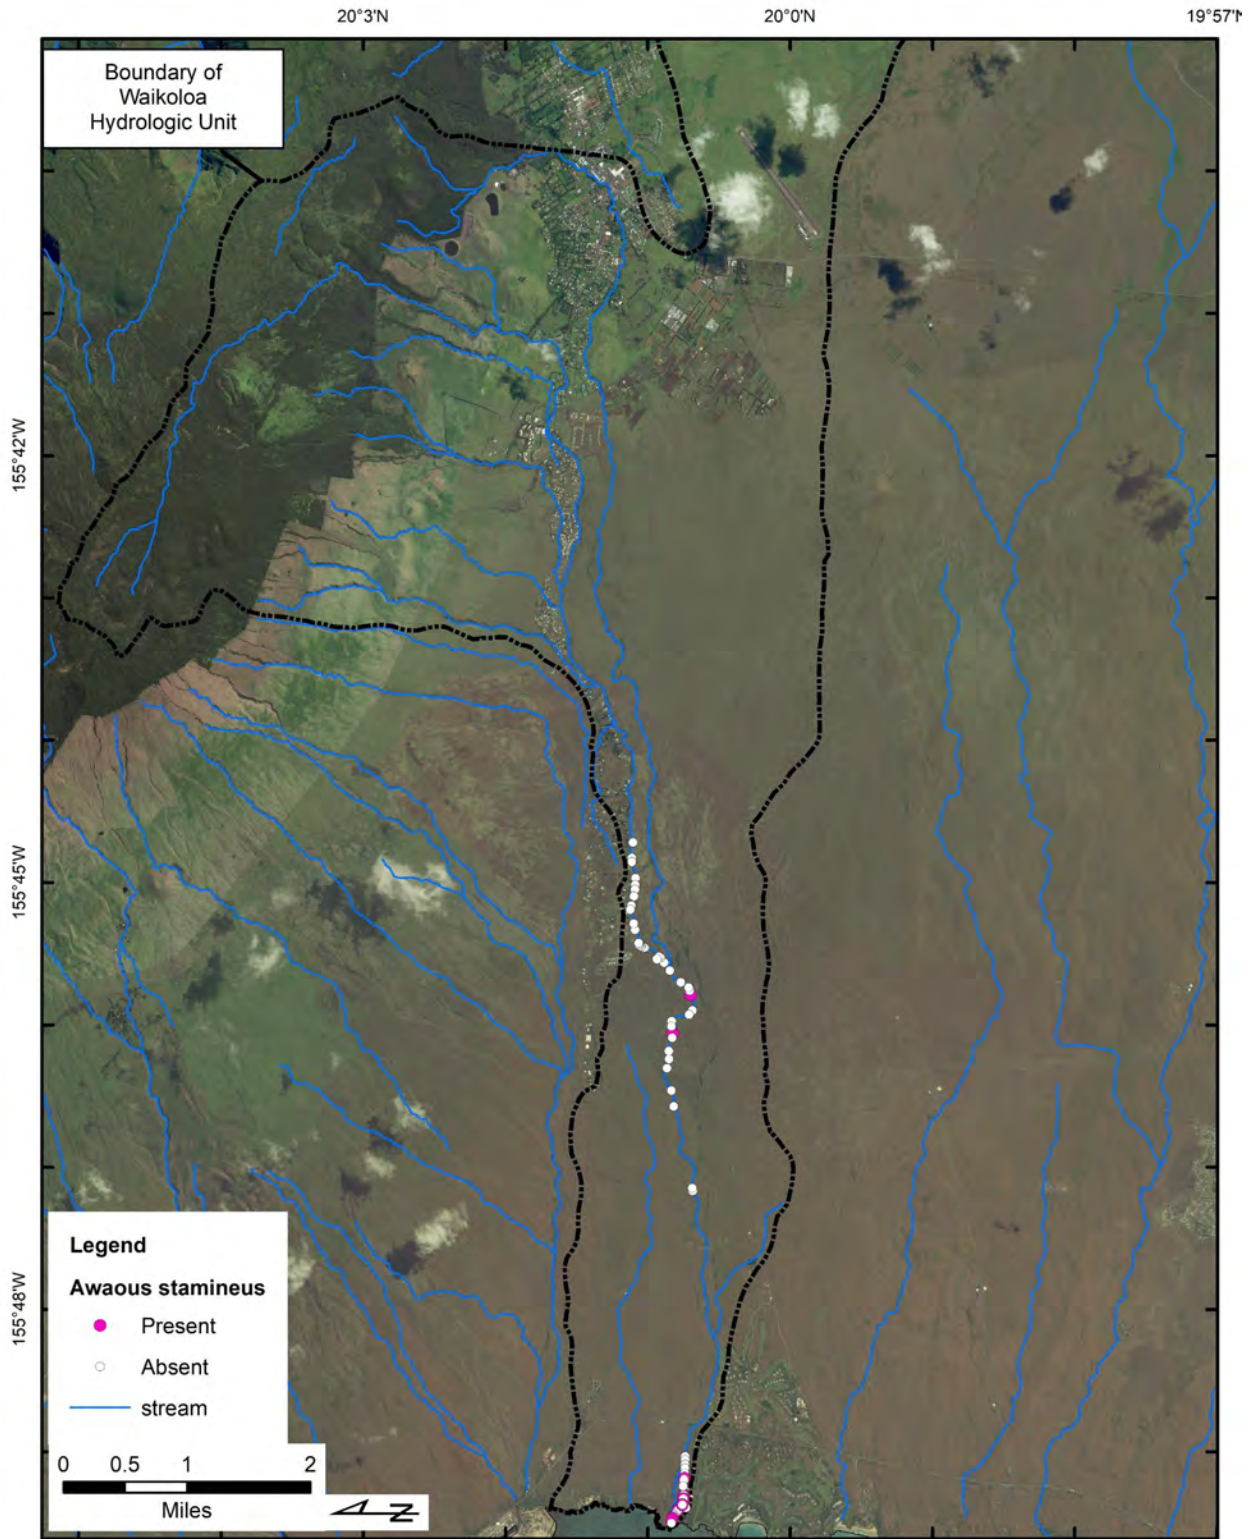 20°3'N
20°0'N
19°57'N
Boundary of
Waikoloa
Hydrologic Unit
155°42'W
155°45'W
155°48'W
Legend
Awaous stamineus
Present
Absent
stream
0 0.5 1 2
Miles
N